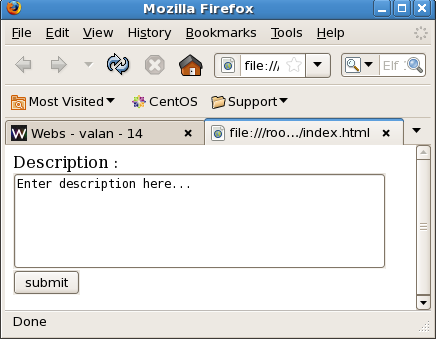 Mozilla Firefox
File Edit View History Bookmarks Tools Help
file:// Elf
Most Visited CentOS Support
Webs - valan - 14 file:///roo.../index.html
Description :
Enter description here...
submit
Done